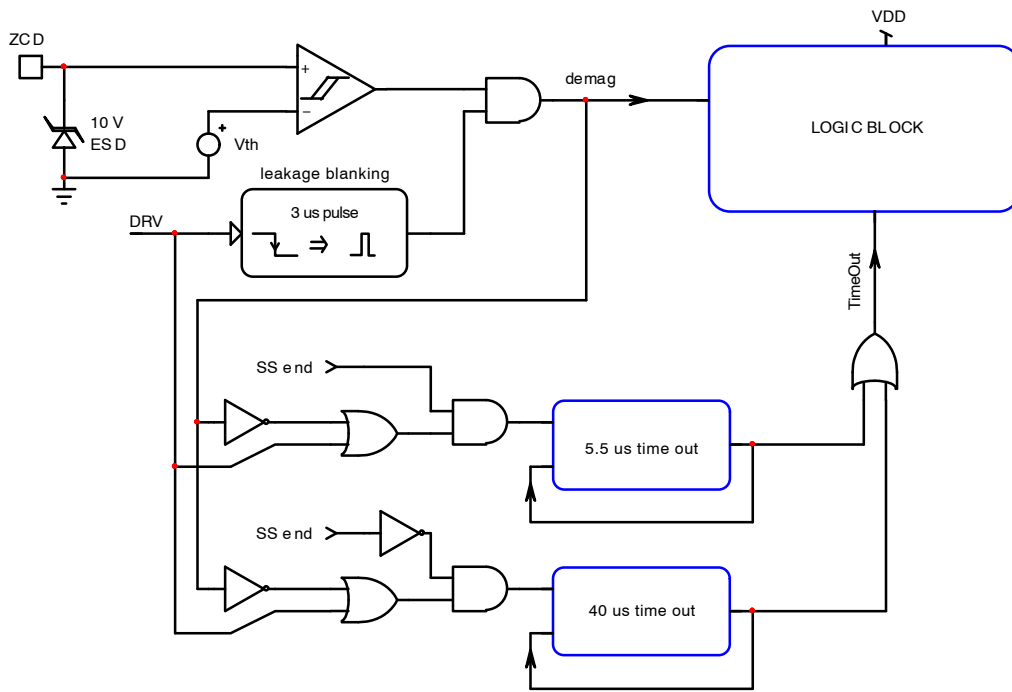 VDD
ZCD
+
demag
10 V
ESD
+
−
Vth
LOGIC BLOCK
leakage blanking
DRV
3 us pulse
⇒
TimeOut
SS end
5.5 us time out
SS end
40 us time out